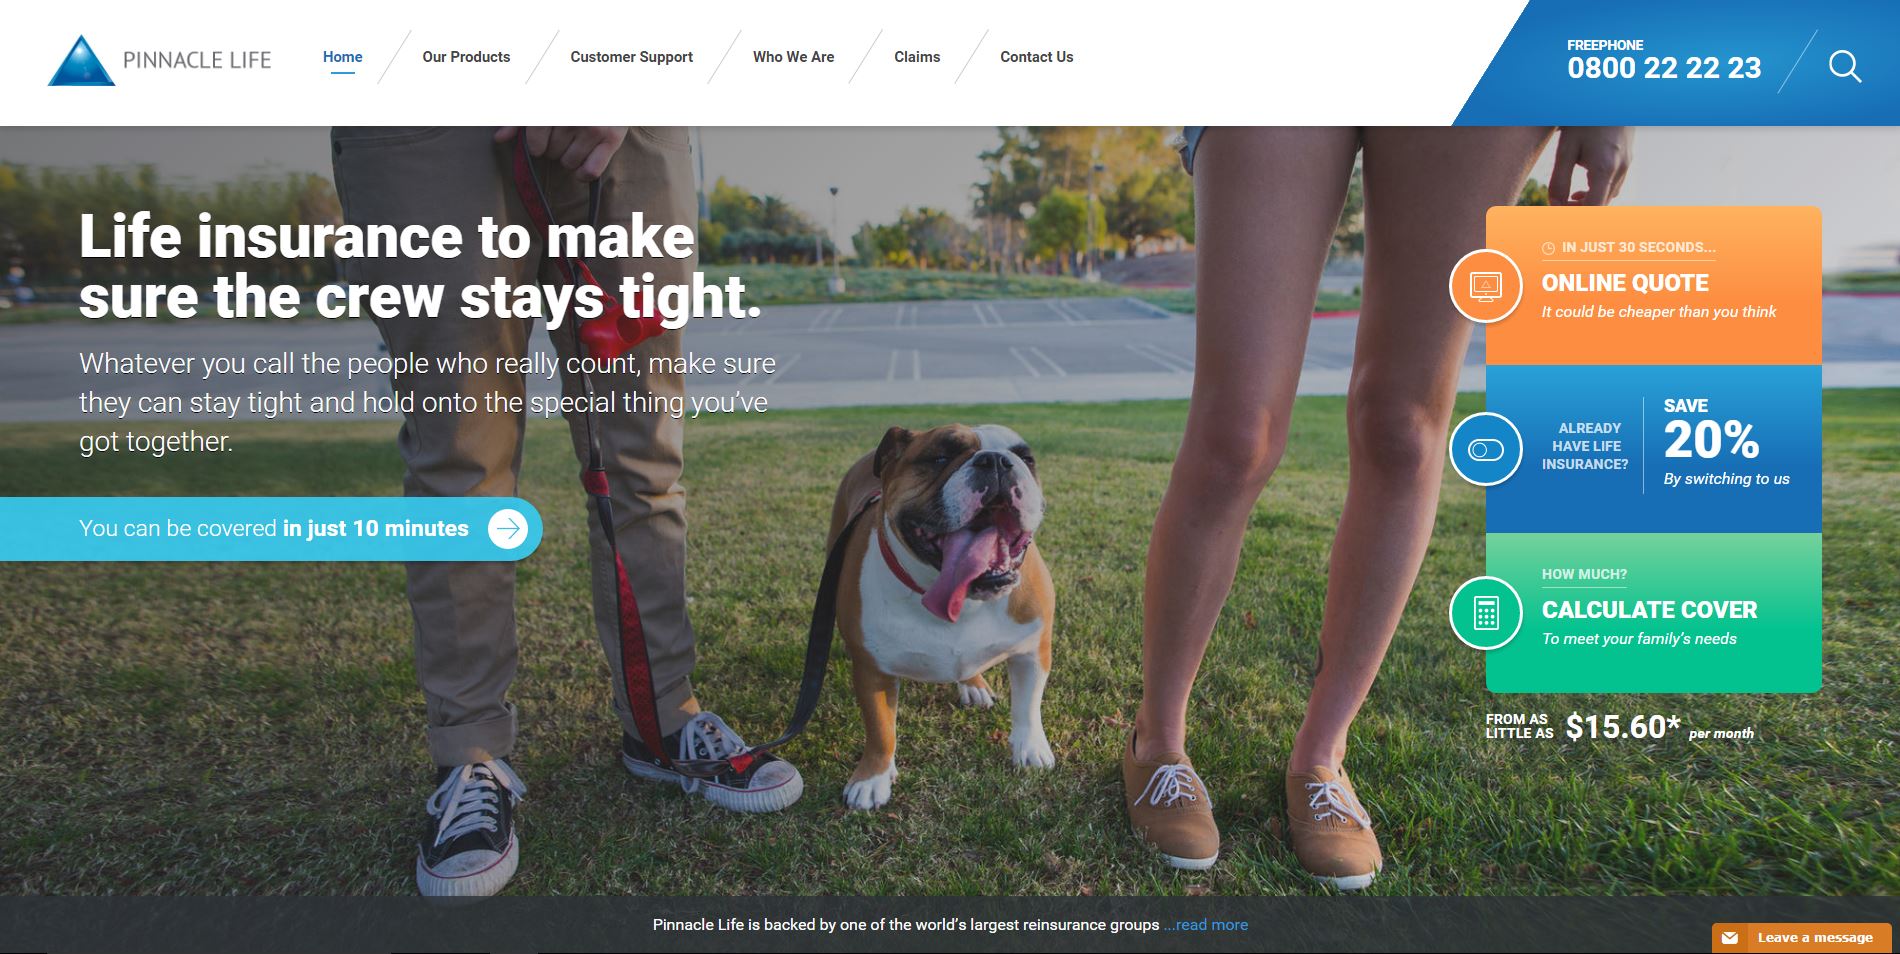 PINNACLE LIFE
Home
Our Products
Customer Support
Who We Are
Claims
Contact Us
FREEPHONE
0800 22 22 23
Life insurance to make
sure the crew stays tight.
Whatever you call the people who really count, make sure
they can stay tight and hold onto the special thing you've
got together.
You can be covered in just 10 minutes
IN JUST 30 SECONDS...
ONLINE QUOTE
It could be cheaper than you think
ALREADY
HAVE LIFE
INSURANCE?
SAVE
20%
By switching to us
HOW MUCH?
CALCULATE COVER
To meet your family's needs
FROM AS
LITTLE AS
$15.60* per month
Pinnacle Life is backed by one of the world's largest reinsurance groups ...read more
Leave a message